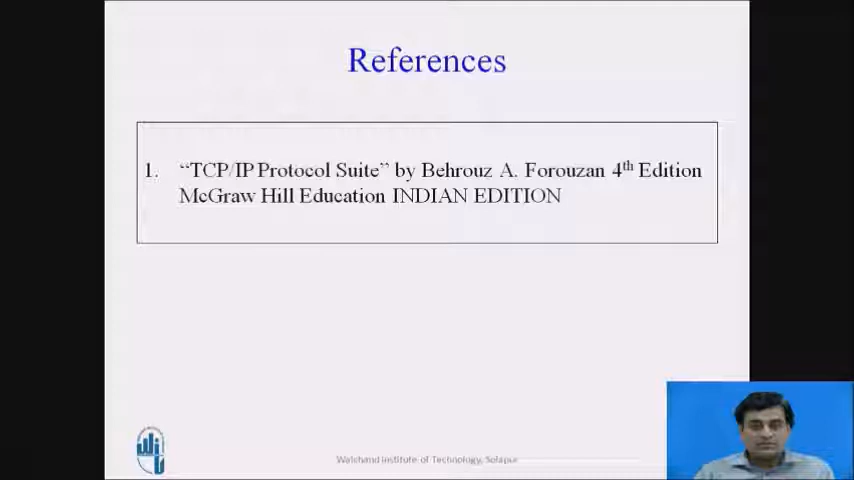 References
1. “TCP/IP Protocol Suite” by Behrouz A. Forouzan 4th Edition
McGraw Hill Education INDIAN EDITION
Walchand Institute of Technology, Solapur